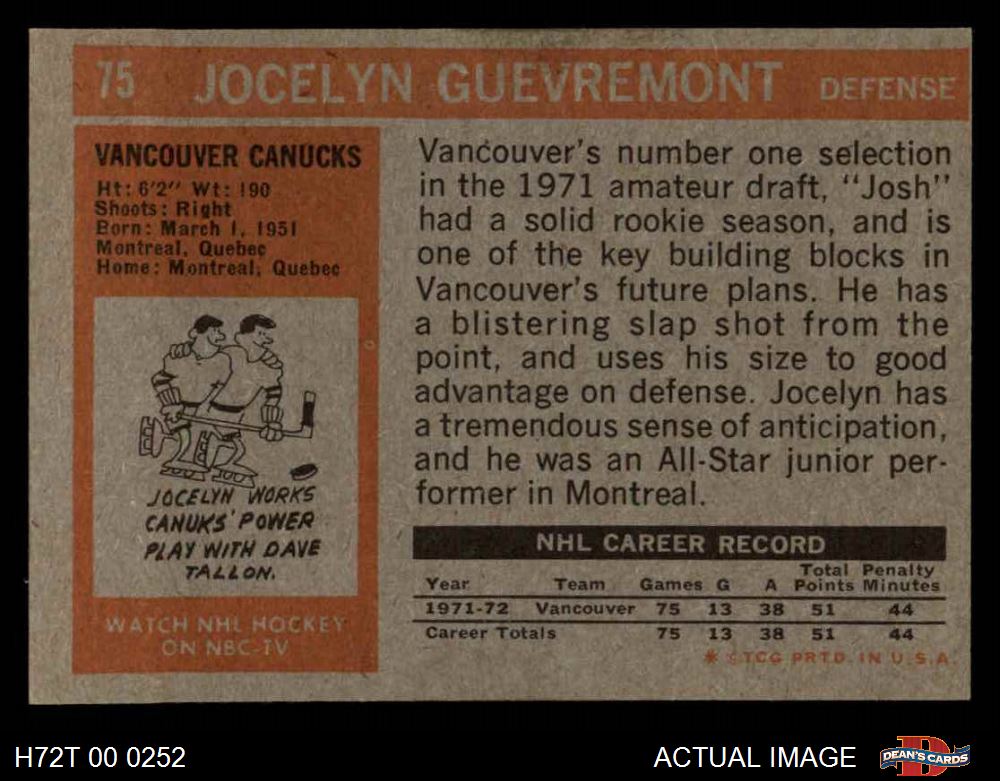 75 JOCELYN GUEVREMONT DEFENSE
VANCOUVER CANUCKS
Ht: 6'2" Wt: 190
Shoots: Right
Born: March 1, 1951
Montreal, Quebec
Home: Montreal, Quebec
JOCELYN WORKS
CANUKS' POWER
PLAY WITH DAVE
TALLON.
WATCH NHL HOCKEY
ON NBC-TV
Vancouver's number one selection
in the 1971 amateur draft, "Josh"
had a solid rookie season, and is
one of the key building blocks in
Vancouver's future plans. He has
a blistering slap shot from the
point, and uses his size to good
advantage on defense. Jocelyn has
a tremendous sense of anticipation,
and he was an All-Star junior per-
former in Montreal.
NHL CAREER RECORD
Total Penalty
Year Team Games G A Points Minutes
1971-72 Vancouver 75 13 38 51 44
Career Totals 75 13 38 51 44
* © TCG PRTD. IN U.S.A.
H72T 00 0252 ACTUAL IMAGE DEAN'S CARDS